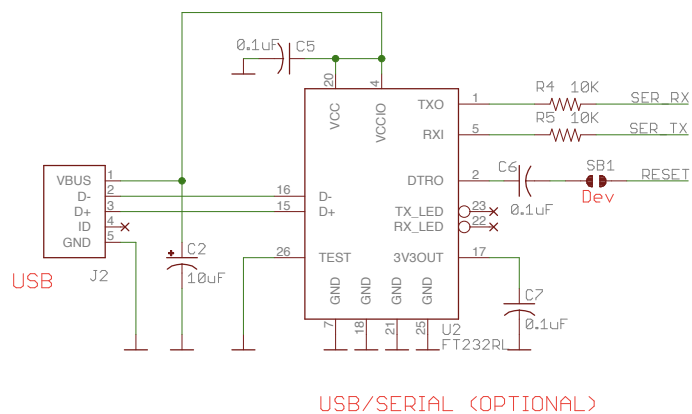 0.1uF C5
20
VCC
4
VCCIO
TXO 1 R4 10K SER_RX
RXI 5 R5 10K SER_TX
DTRO 2 C6 0.1uF SB1 Dev RESET
VBUS 1
D- 2
D+ 3
ID 4
GND 5
USB J2
16 D-
15 D+
TX_LED 23
RX_LED 22
C2
10uF
26 TEST
3V3OUT 17
C7
0.1uF
GND GND GND GND
7 18 21 25
U2
FT232RL
USB/SERIAL (OPTIONAL)